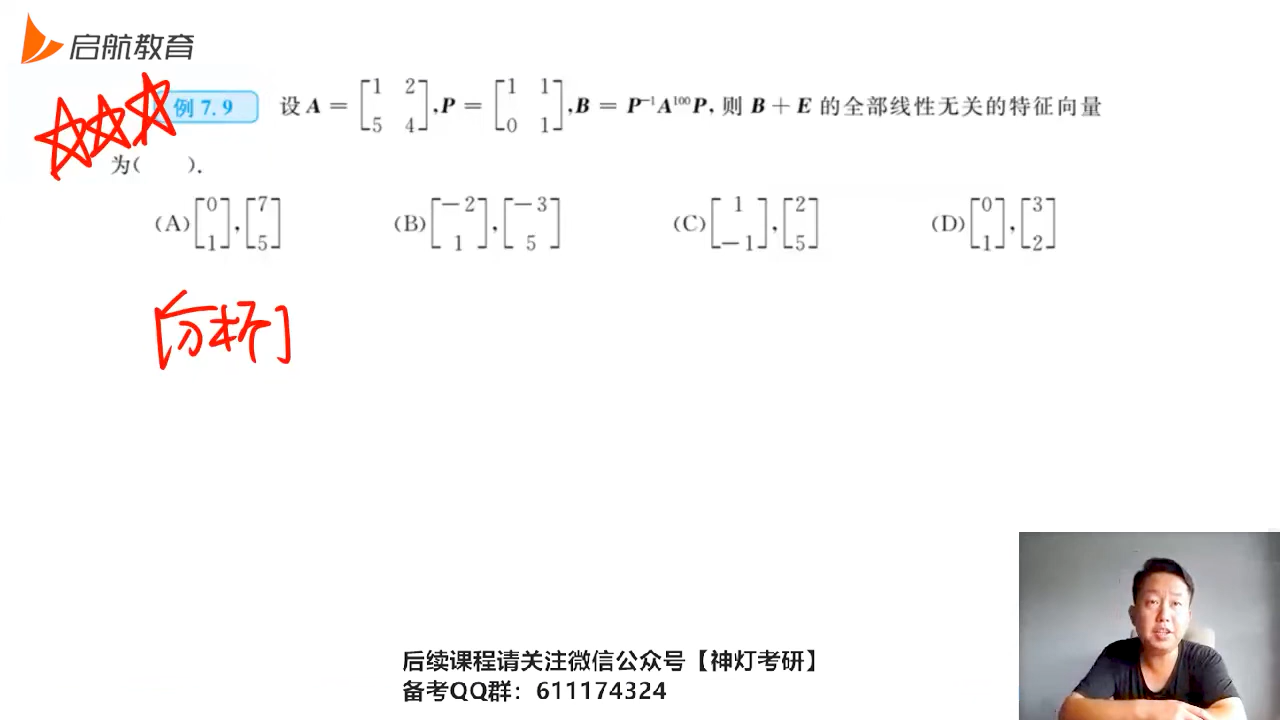 启航教育
例 7.9 设 A = [1 2; 5 4], P = [1 1; 0 1], B = P⁻¹A¹⁰⁰P, 则 B + E 的全部线性无关的特征向量
为( ).
(A) [0; 1], [7; 5] (B) [-2; 1], [-3; 5] (C) [1; -1], [2; 5] (D) [0; 1], [3; 2]
[分析]
后续课程请关注微信公众号【神灯考研】
备考QQ群：611174324